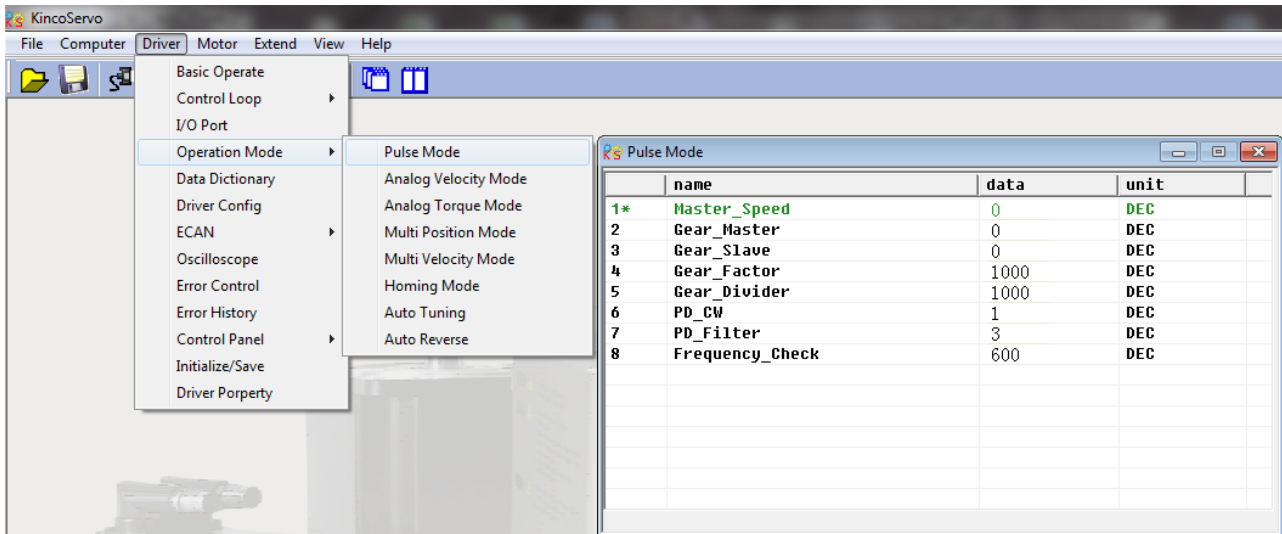 KincoServo
File Computer Driver Motor Extend View Help
Basic Operate
Control Loop
I/O Port
Operation Mode
Data Dictionary
Driver Config
ECAN
Oscilloscope
Error Control
Error History
Control Panel
Initialize/Save
Driver Porperty
Pulse Mode
Analog Velocity Mode
Analog Torque Mode
Multi Position Mode
Multi Velocity Mode
Homing Mode
Auto Tuning
Auto Reverse
Pulse Mode
name data unit
1* Master_Speed 0 DEC
2 Gear_Master 0 DEC
3 Gear_Slave 0 DEC
4 Gear_Factor 1000 DEC
5 Gear_Divider 1000 DEC
6 PD_CW 1 DEC
7 PD_Filter 3 DEC
8 Frequency_Check 600 DEC